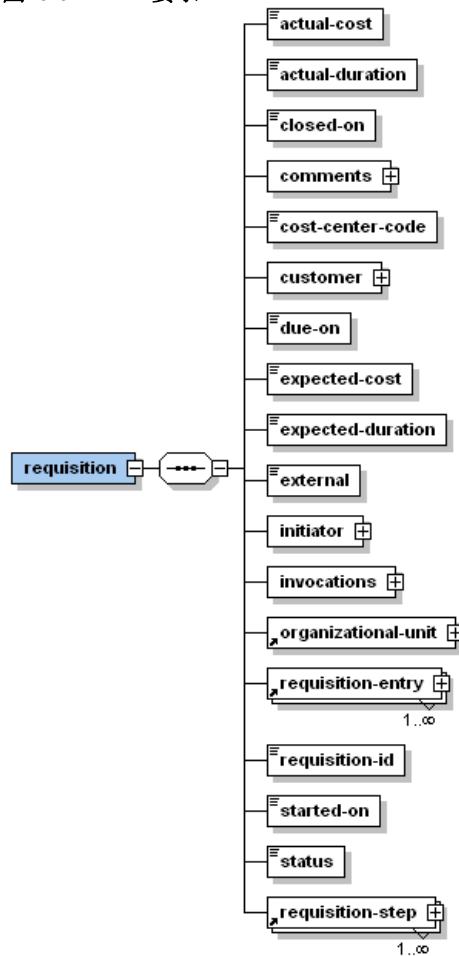 actual-cost
actual-duration
closed-on
comments
cost-center-code
customer
due-on
expected-cost
expected-duration
requisition
external
initiator
invocations
organizational-unit
requisition-entry
1..∞
requisition-id
started-on
status
requisition-step
1..∞